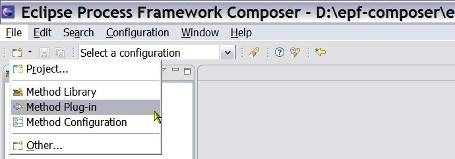 Eclipse Process Framework Composer - D:\epf-composer\e
File Edit Search Configuration Window Help
Select a configuration
Project...
Method Library
Method Plug-in
Method Configuration
Other...